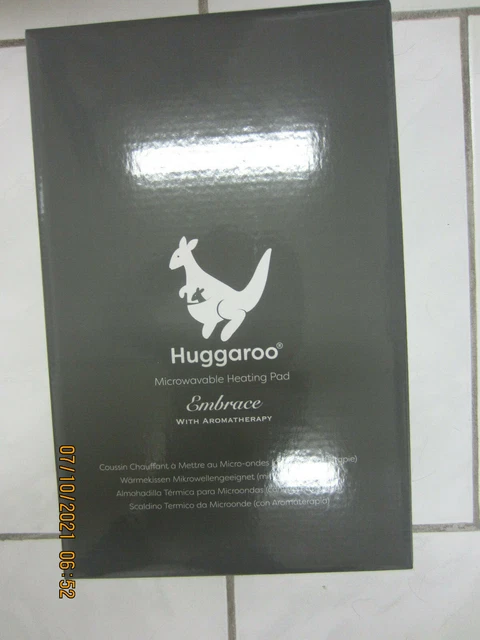 Huggaroo®
Microwavable Heating Pad
Embrace
WITH AROMATHERAPY
Coussin Chauffant à Mettre au Micro-ondes
Wärmekissen Mikrowellengeeignet
Almohadilla Térmica para Microondas
Scaldino Termico da Microonde (con Aromaterapia)
07/10/2021 06:52